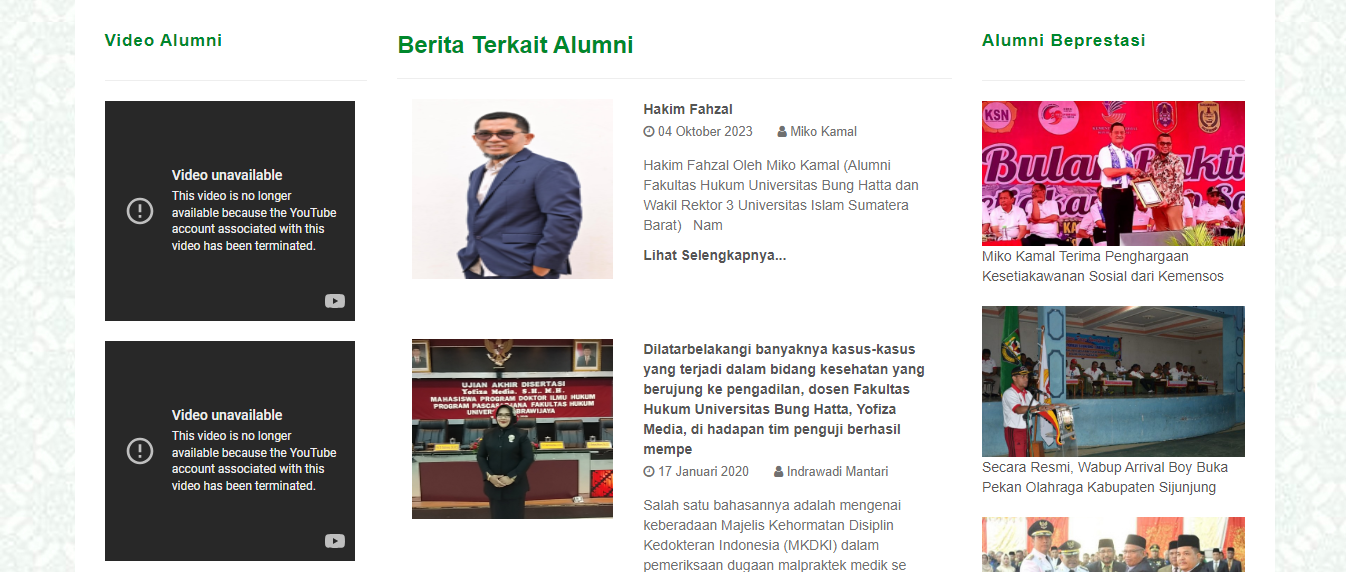 Video Alumni
Video unavailable
This video is no longer
available because the YouTube
account associated with this
video has been terminated.
Video unavailable
This video is no longer
available because the YouTube
account associated with this
video has been terminated.
Berita Terkait Alumni
Hakim Fahzal
04 Oktober 2023 Miko Kamal
Hakim Fahzal Oleh Miko Kamal (Alumni
Fakultas Hukum Universitas Bung Hatta dan
Wakil Rektor 3 Universitas Islam Sumatera
Barat) Nam
Lihat Selengkapnya...
UJIAN AKHIR DISERTASI
Yofiza Media, S.H., M.H.
MAHASISWA PROGRAM DOKTOR ILMU HUKUM
PROGRAM PASCASARJANA FAKULTAS HUKUM
Dilatarbelakangi banyaknya kasus-kasus
yang terjadi dalam bidang kesehatan yang
berujung ke pengadilan, dosen Fakultas
Hukum Universitas Bung Hatta, Yofiza
Media, di hadapan tim penguji berhasil
mempe
17 Januari 2020 Indrawadi Mantari
Salah satu bahasannya adalah mengenai
keberadaan Majelis Kehormatan Disiplin
Kedokteran Indonesia (MKDKI) dalam
pemeriksaan dugaan malpraktek medik se
Alumni Beprestasi
KSN
Bulan Bakti
Miko Kamal Terima Penghargaan
Kesetiakawanan Sosial dari Kemensos
Secara Resmi, Wabup Arrival Boy Buka
Pekan Olahraga Kabupaten Sijunjung